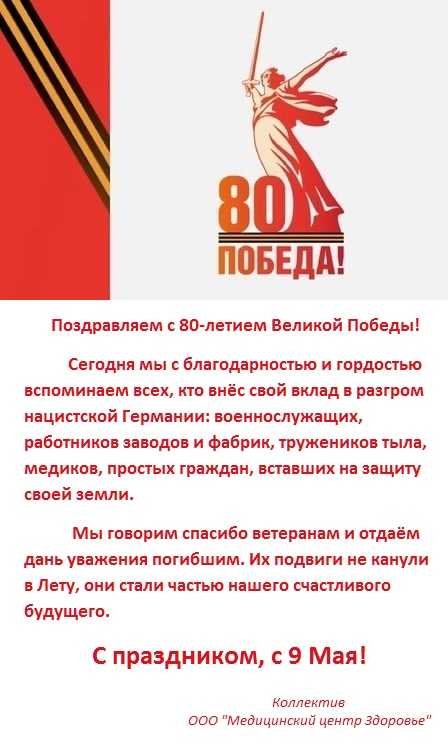 80
ПОБЕДА!
Поздравляем с 80-летием Великой Победы!
Сегодня мы с благодарностью и гордостью
вспоминаем всех, кто внёс свой вклад в разгром
нацистской Германии: военнослужащих,
работников заводов и фабрик, тружеников тыла,
медиков, простых граждан, вставших на защиту
своей земли.
Мы говорим спасибо ветеранам и отдаём
дань уважения погибшим. Их подвиги не канули
в Лету, они стали частью нашего счастливого
будущего.
С праздником, с 9 Мая!
Коллектив
ООО "Медицинский центр Здоровье"